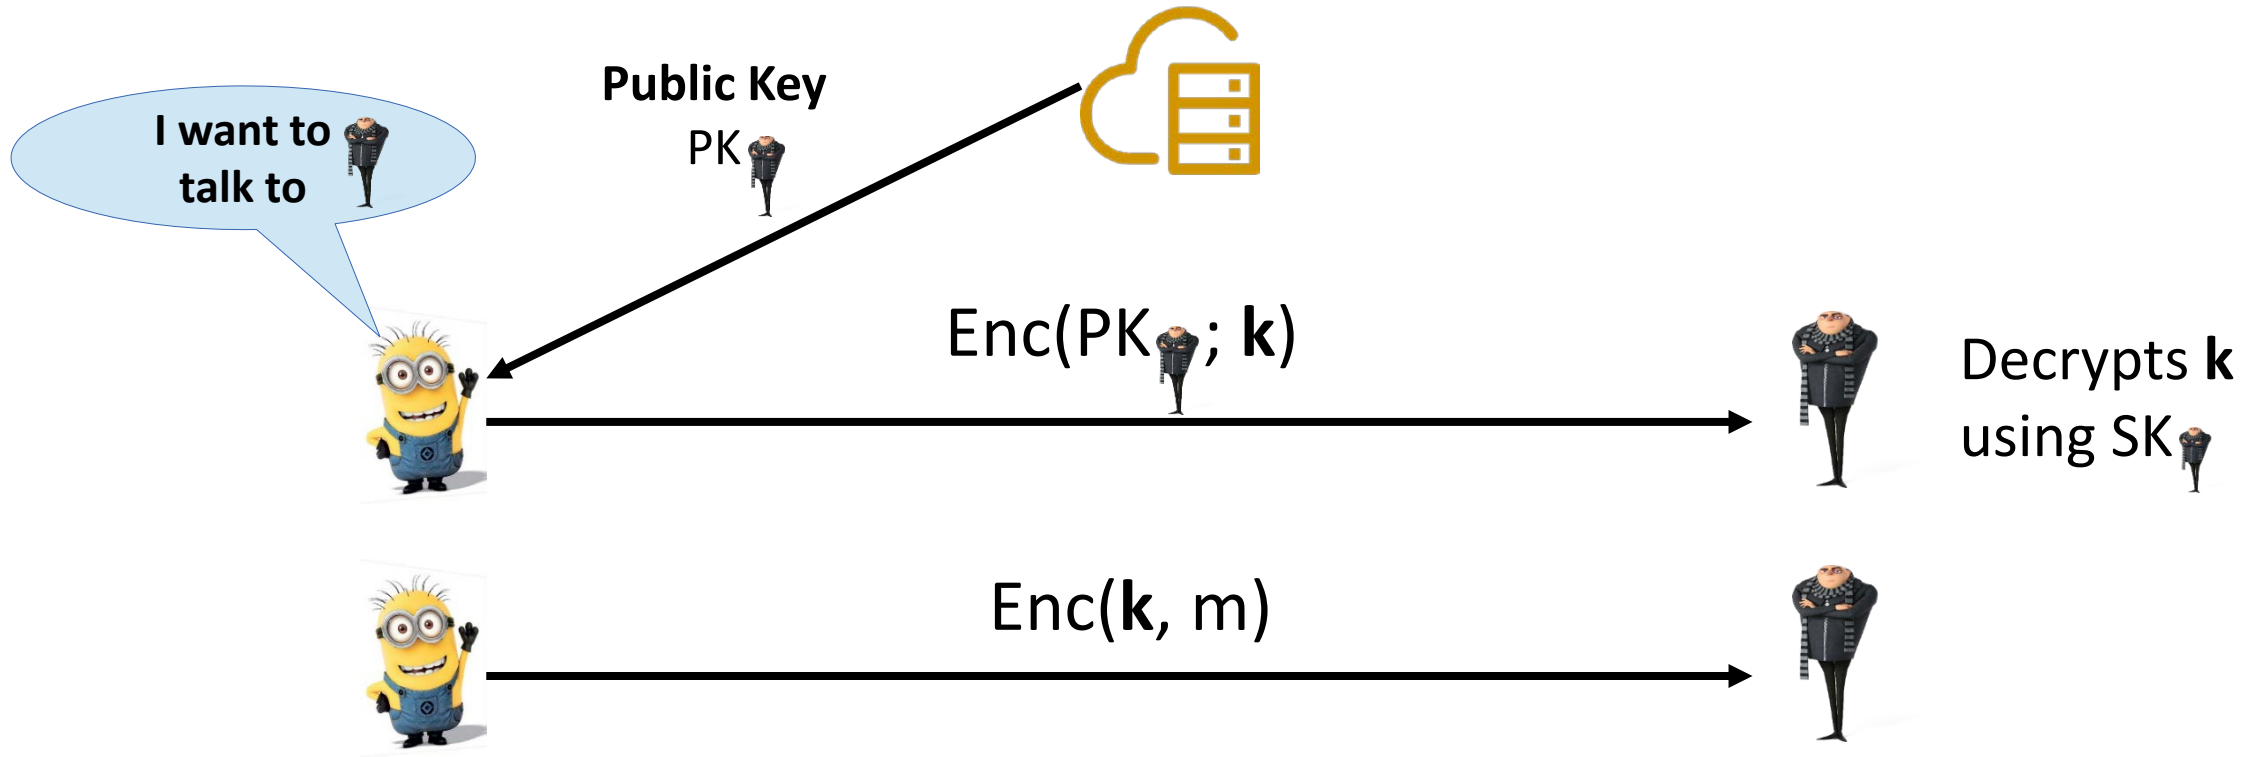 Public Key
PK
I want to
talk to
Enc(PK; k)
Decrypts k
using SK
Enc(k, m)